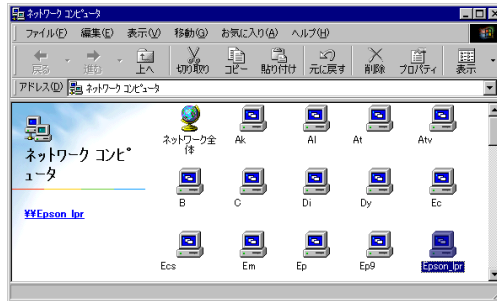 ネットワーク コンピュータ
ファイル(F) 編集(E) 表示(V) 移動(G) お気に入り(A) ヘルプ(H)
戻る 進む 上へ 切り取り コピー 貼り付け 元に戻す 削除 プロパティ 表示
アドレス(D) ネットワーク コンピュータ
ネットワーク コンピ
ュータ
¥¥Epson_lpr
ネットワーク全
体
Ak Al At Atv
B C Di Dy Ec
Ecs Em Ep Ep9 Epson_lpr